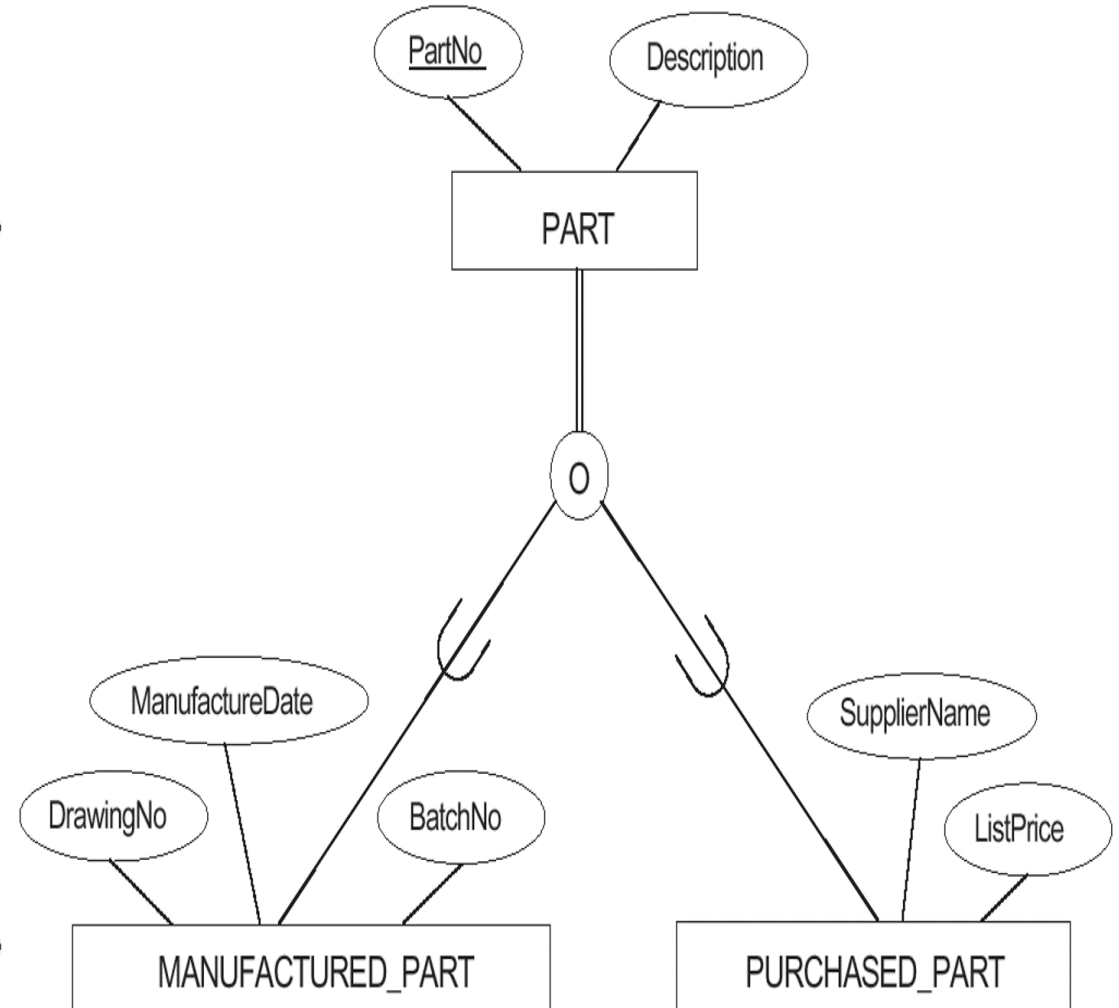 PartNo
Description
PART
O
ManufactureDate
SupplierName
DrawingNo
BatchNo
ListPrice
MANUFACTURED_PART
PURCHASED_PART